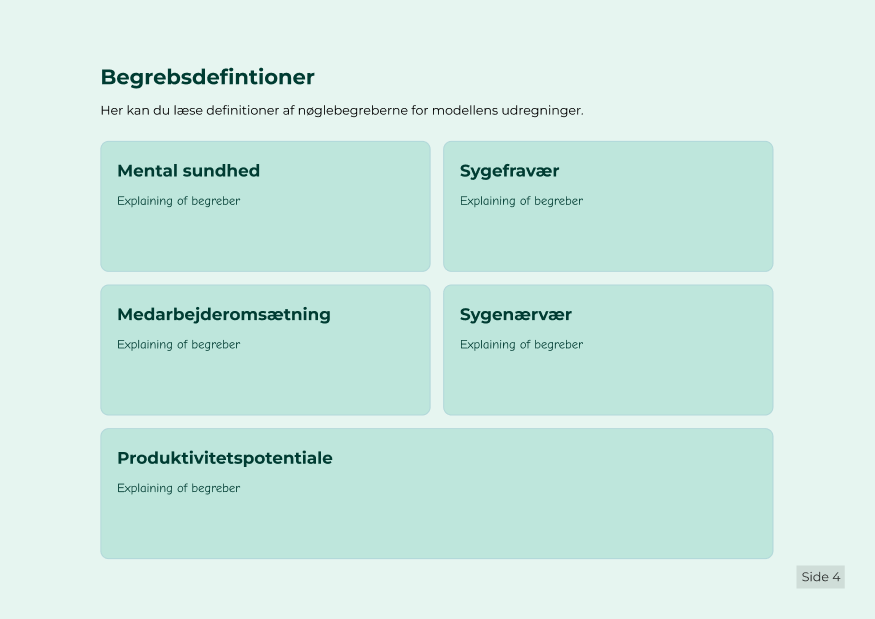 Begrebsdefintioner
Her kan du læse definitioner af nøglebegreberne for modellens udregninger.
Mental sundhed
Explaining of begreber
Sygefravær
Explaining of begreber
Medarbejderomsætning
Explaining of begreber
Sygenærvær
Explaining of begreber
Produktivitetspotentiale
Explaining of begreber
Side 4